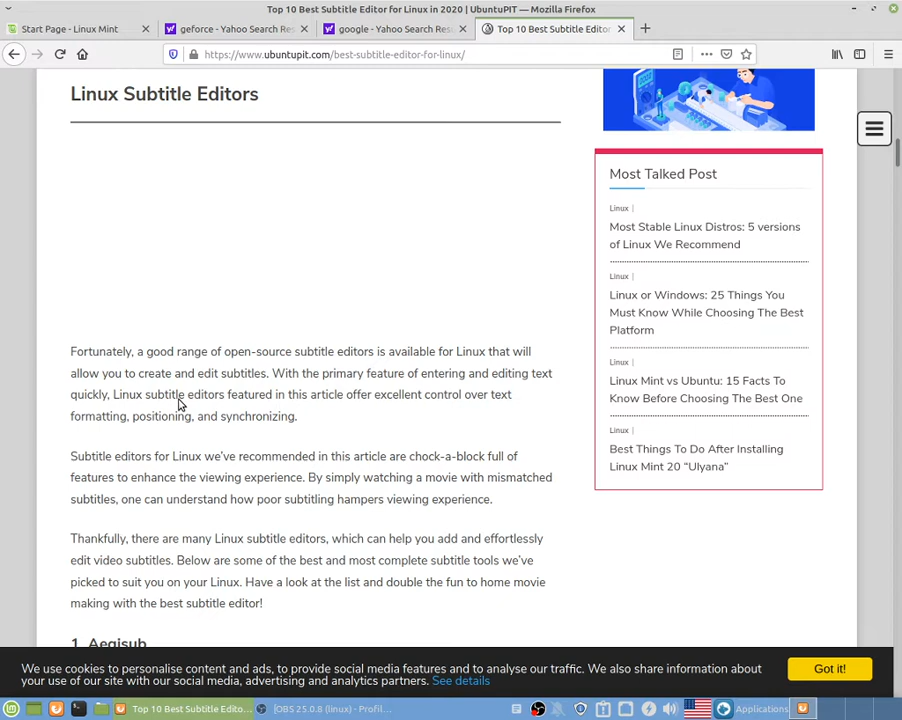 Top 10 Best Subtitle Editor for Linux in 2020 | UbuntuPIT — Mozilla Firefox
Start Page - Linux Mint
geforce - Yahoo Search Res
google - Yahoo Search Resu
Top 10 Best Subtitle Editor
https://www.ubuntupit.com/best-subtitle-editor-for-linux/
Linux Subtitle Editors
Fortunately, a good range of open-source subtitle editors is available for Linux that will
allow you to create and edit subtitles. With the primary feature of entering and editing text
quickly, Linux subtitle editors featured in this article offer excellent control over text
formatting, positioning, and synchronizing.
Subtitle editors for Linux we've recommended in this article are chock-a-block full of
features to enhance the viewing experience. By simply watching a movie with mismatched
subtitles, one can understand how poor subtitling hampers viewing experience.
Thankfully, there are many Linux subtitle editors, which can help you add and effortlessly
edit video subtitles. Below are some of the best and most complete subtitle tools we've
picked to suit you on your Linux. Have a look at the list and double the fun to home movie
making with the best subtitle editor!
1. Aegisub
Most Talked Post
Linux |
Most Stable Linux Distros: 5 versions
of Linux We Recommend
Linux |
Linux or Windows: 25 Things You
Must Know While Choosing The Best
Platform
Linux |
Linux Mint vs Ubuntu: 15 Facts To
Know Before Choosing The Best One
Linux |
Best Things To Do After Installing
Linux Mint 20 "Ulyana"
We use cookies to personalise content and ads, to provide social media features and to analyse our traffic. We also share information about
your use of our site with our social media, advertising and analytics partners. See details
Got it!
Top 10 Best Subtitle Edito...
[OBS 25.0.8 (linux) - Profil...
Applications